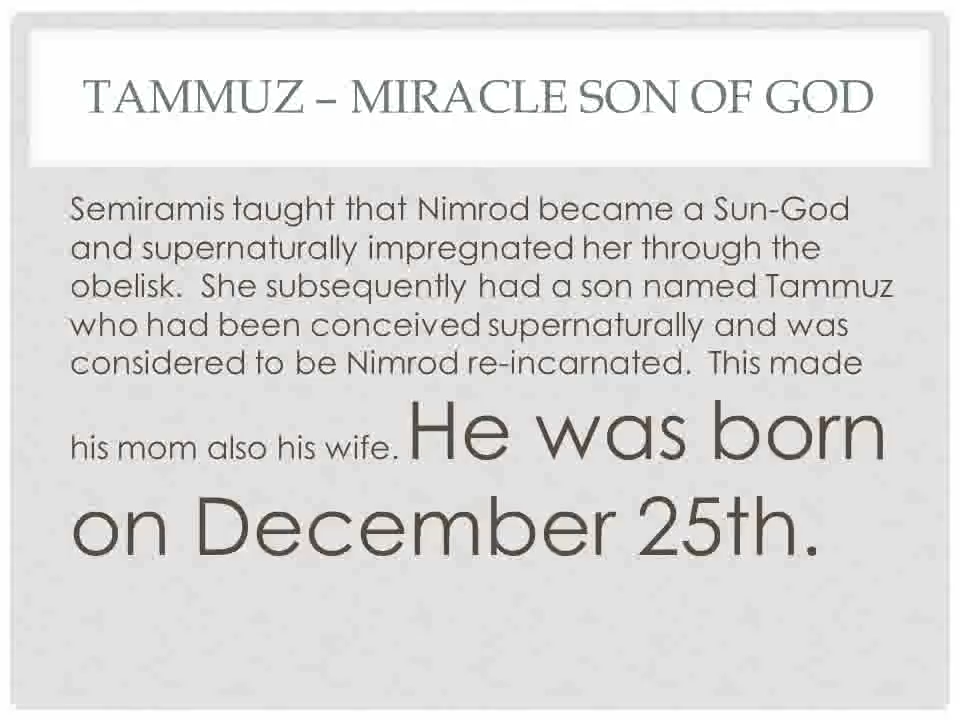 TAMMUZ – MIRACLE SON OF GOD
Semiramis taught that Nimrod became a Sun-God
and supernaturally impregnated her through the
obelisk.  She subsequently had a son named Tammuz
who had been conceived supernaturally and was
considered to be Nimrod re-incarnated.  This made
his mom also his wife. He was born
on December 25th.